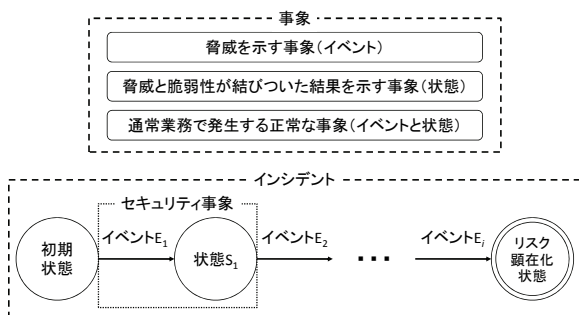 事象
脅威を示す事象(イベント)
脅威と脆弱性が結びついた結果を示す事象(状態)
通常業務で発生する正常な事象(イベントと状態)
インシデント
セキュリティ事象
初期
状態
イベントE1
状態S1
イベントE2
・・・
イベントEi
リスク
顕在化
状態